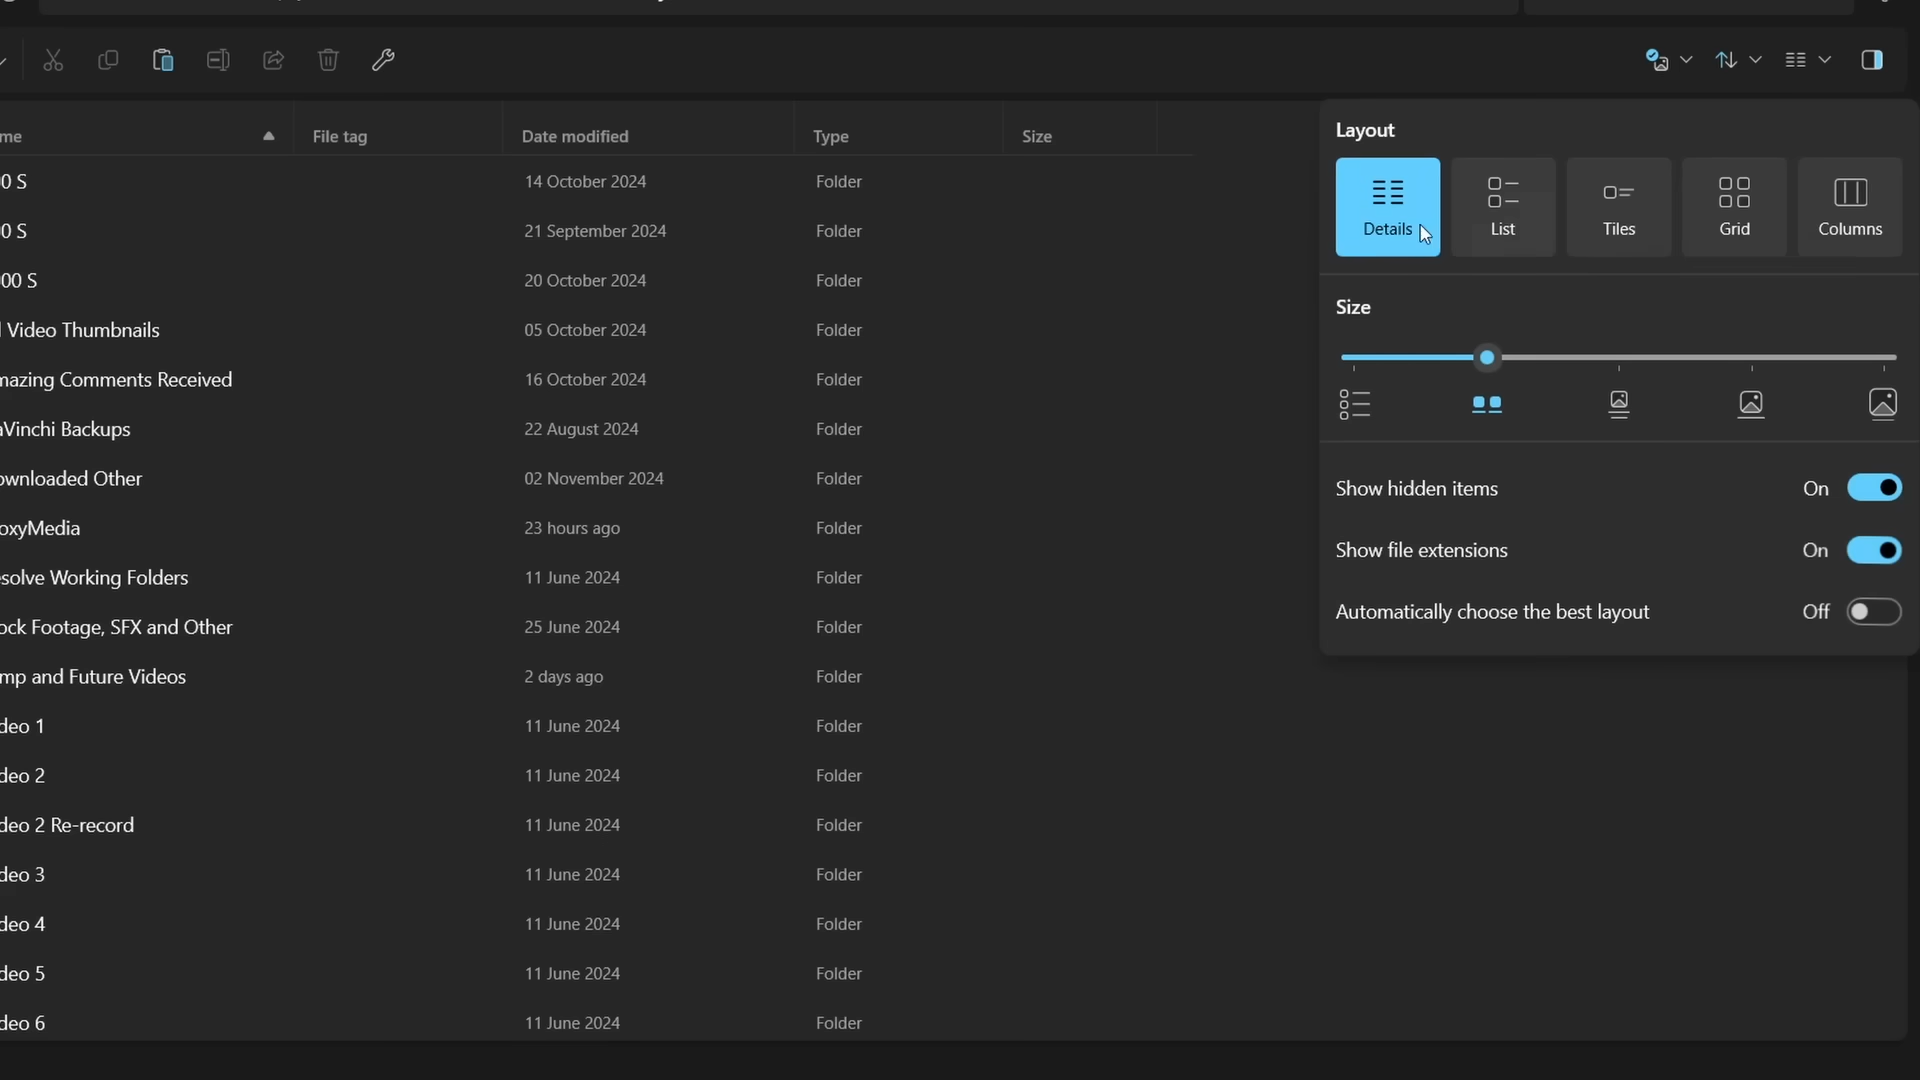 me File tag Date modified Type Size
0 S 14 October 2024 Folder
0 S 21 September 2024 Folder
00 S 20 October 2024 Folder
Video Thumbnails 05 October 2024 Folder
mazing Comments Received 16 October 2024 Folder
aVinchi Backups 22 August 2024 Folder
ownloaded Other 02 November 2024 Folder
oxyMedia 23 hours ago Folder
esolve Working Folders 11 June 2024 Folder
ock Footage, SFX and Other 25 June 2024 Folder
mp and Future Videos 2 days ago Folder
deo 1 11 June 2024 Folder
deo 2 11 June 2024 Folder
deo 2 Re-record 11 June 2024 Folder
deo 3 11 June 2024 Folder
deo 4 11 June 2024 Folder
deo 5 11 June 2024 Folder
deo 6 11 June 2024 Folder
Layout
Details List Tiles Grid Columns
Size
Show hidden items On
Show file extensions On
Automatically choose the best layout Off